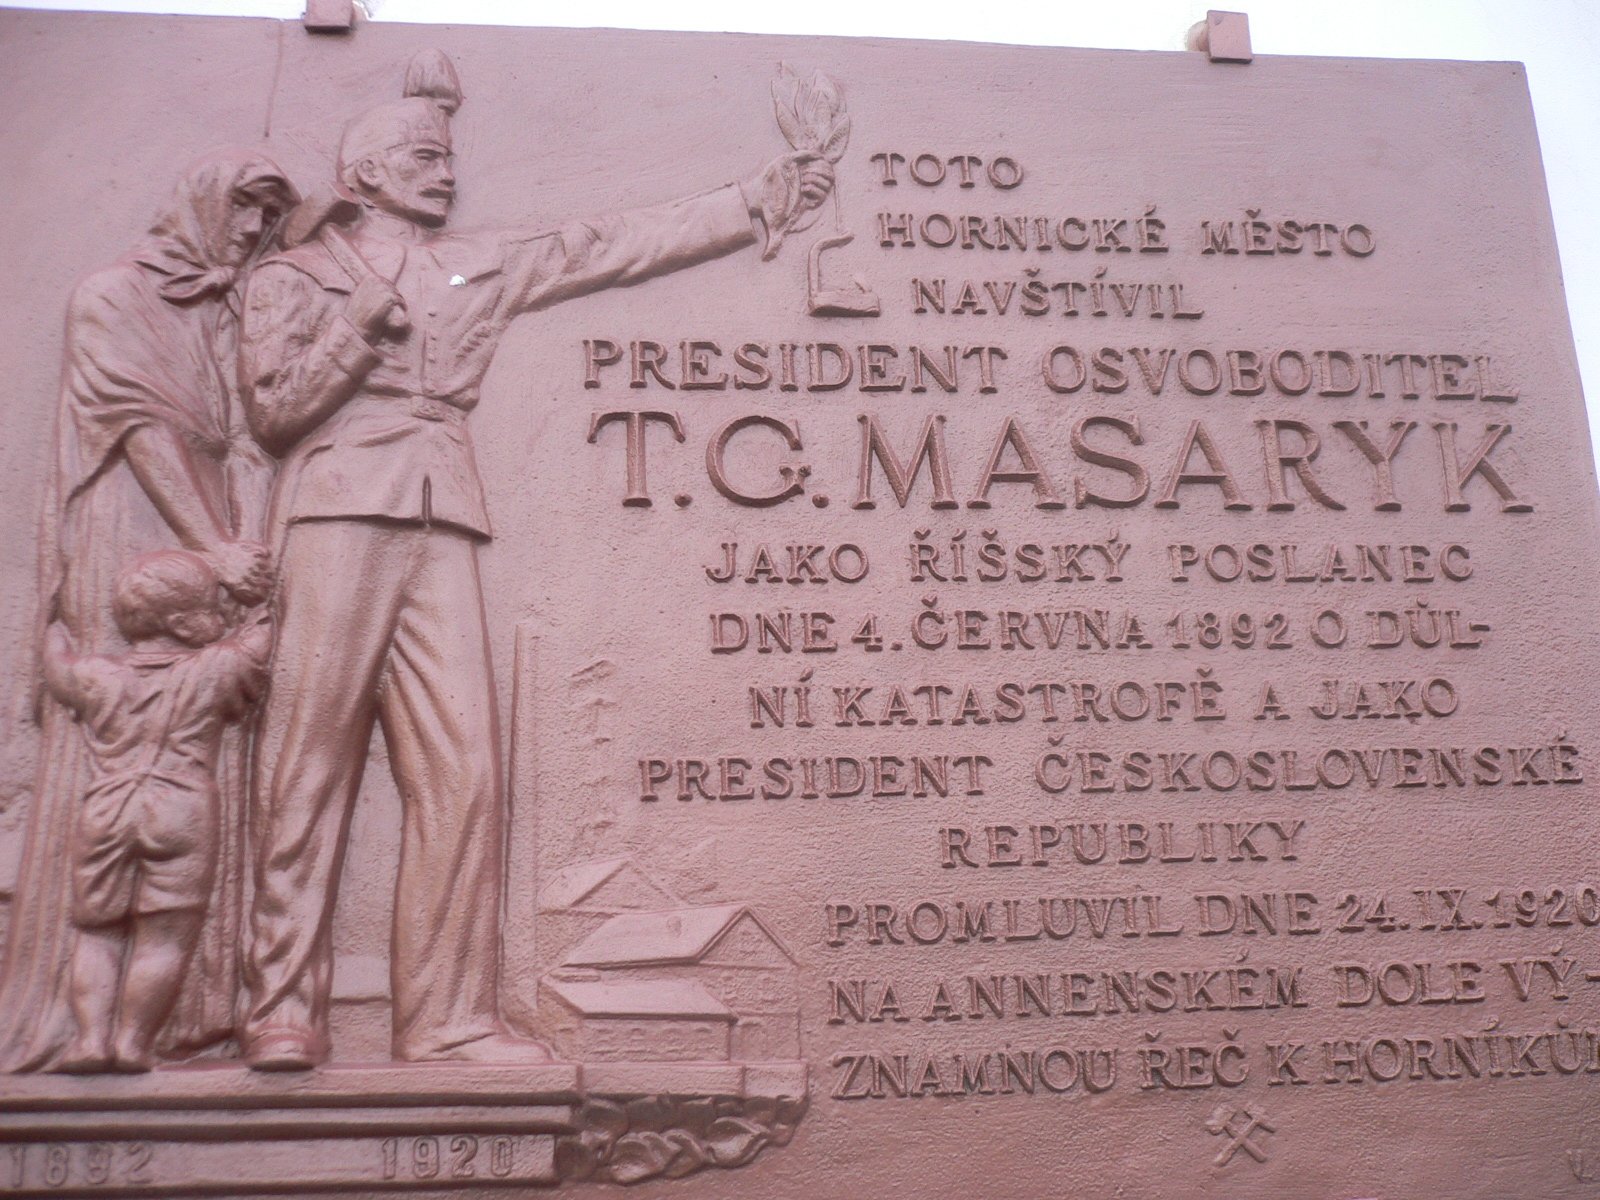 TOTO
HORNICKÉ MĚSTO
NAVŠTÍVIL
PRESIDENT OSVOBODITEL
T.G. MASARYK
JAKO ŘÍŠSKÝ POSLANEC
DNE 4. ČERVNA 1892 O DŮL-
NÍ KATASTROFĚ A JAKO
PRESIDENT ČESKOSLOVENSKÉ
REPUBLIKY
PROMLUVIL DNE 24.IX.1920
NA ANNENSKÉM DOLE VÝ-
ZNAMNOU ŘEČ K HORNÍKŮM
1892 1920